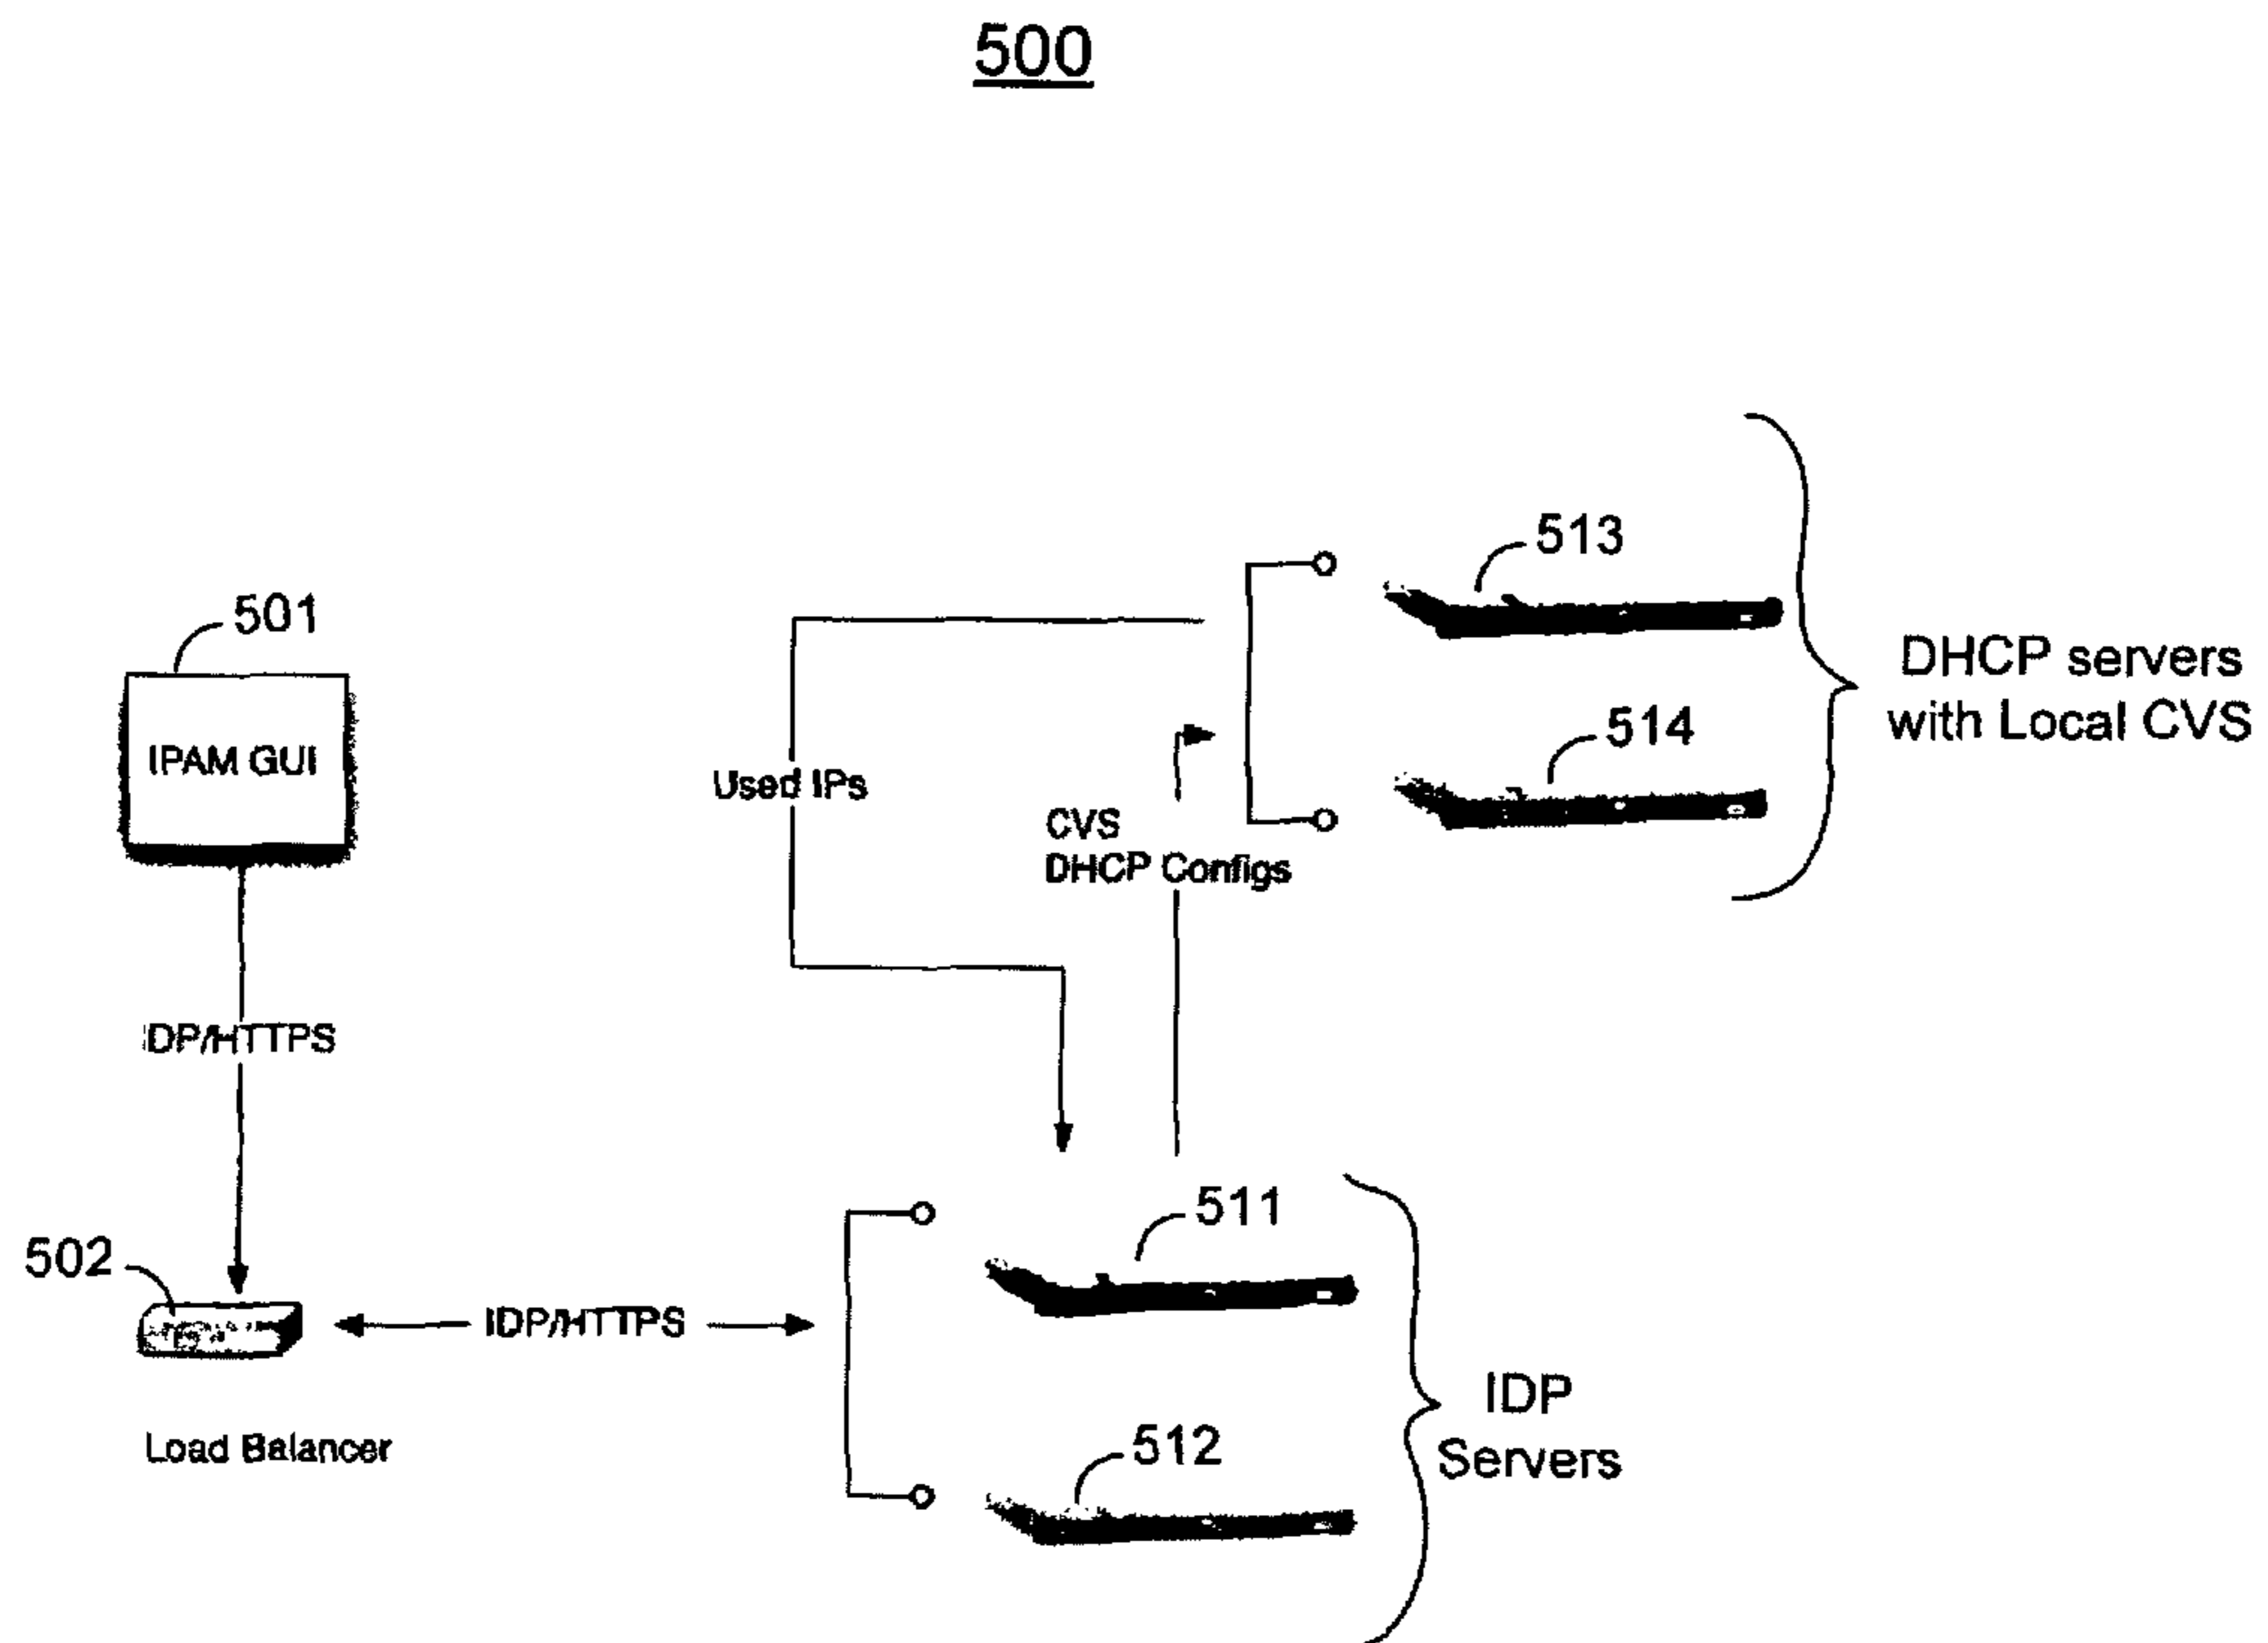 500
513
501
DHCP servers
with Local CVS
514
IPAM GUI
Used IPs
CVS
DHCP Configs
IDP/HTTPS
511
502
IDP/HTTPS
IDP
Servers
Load Balancer
512